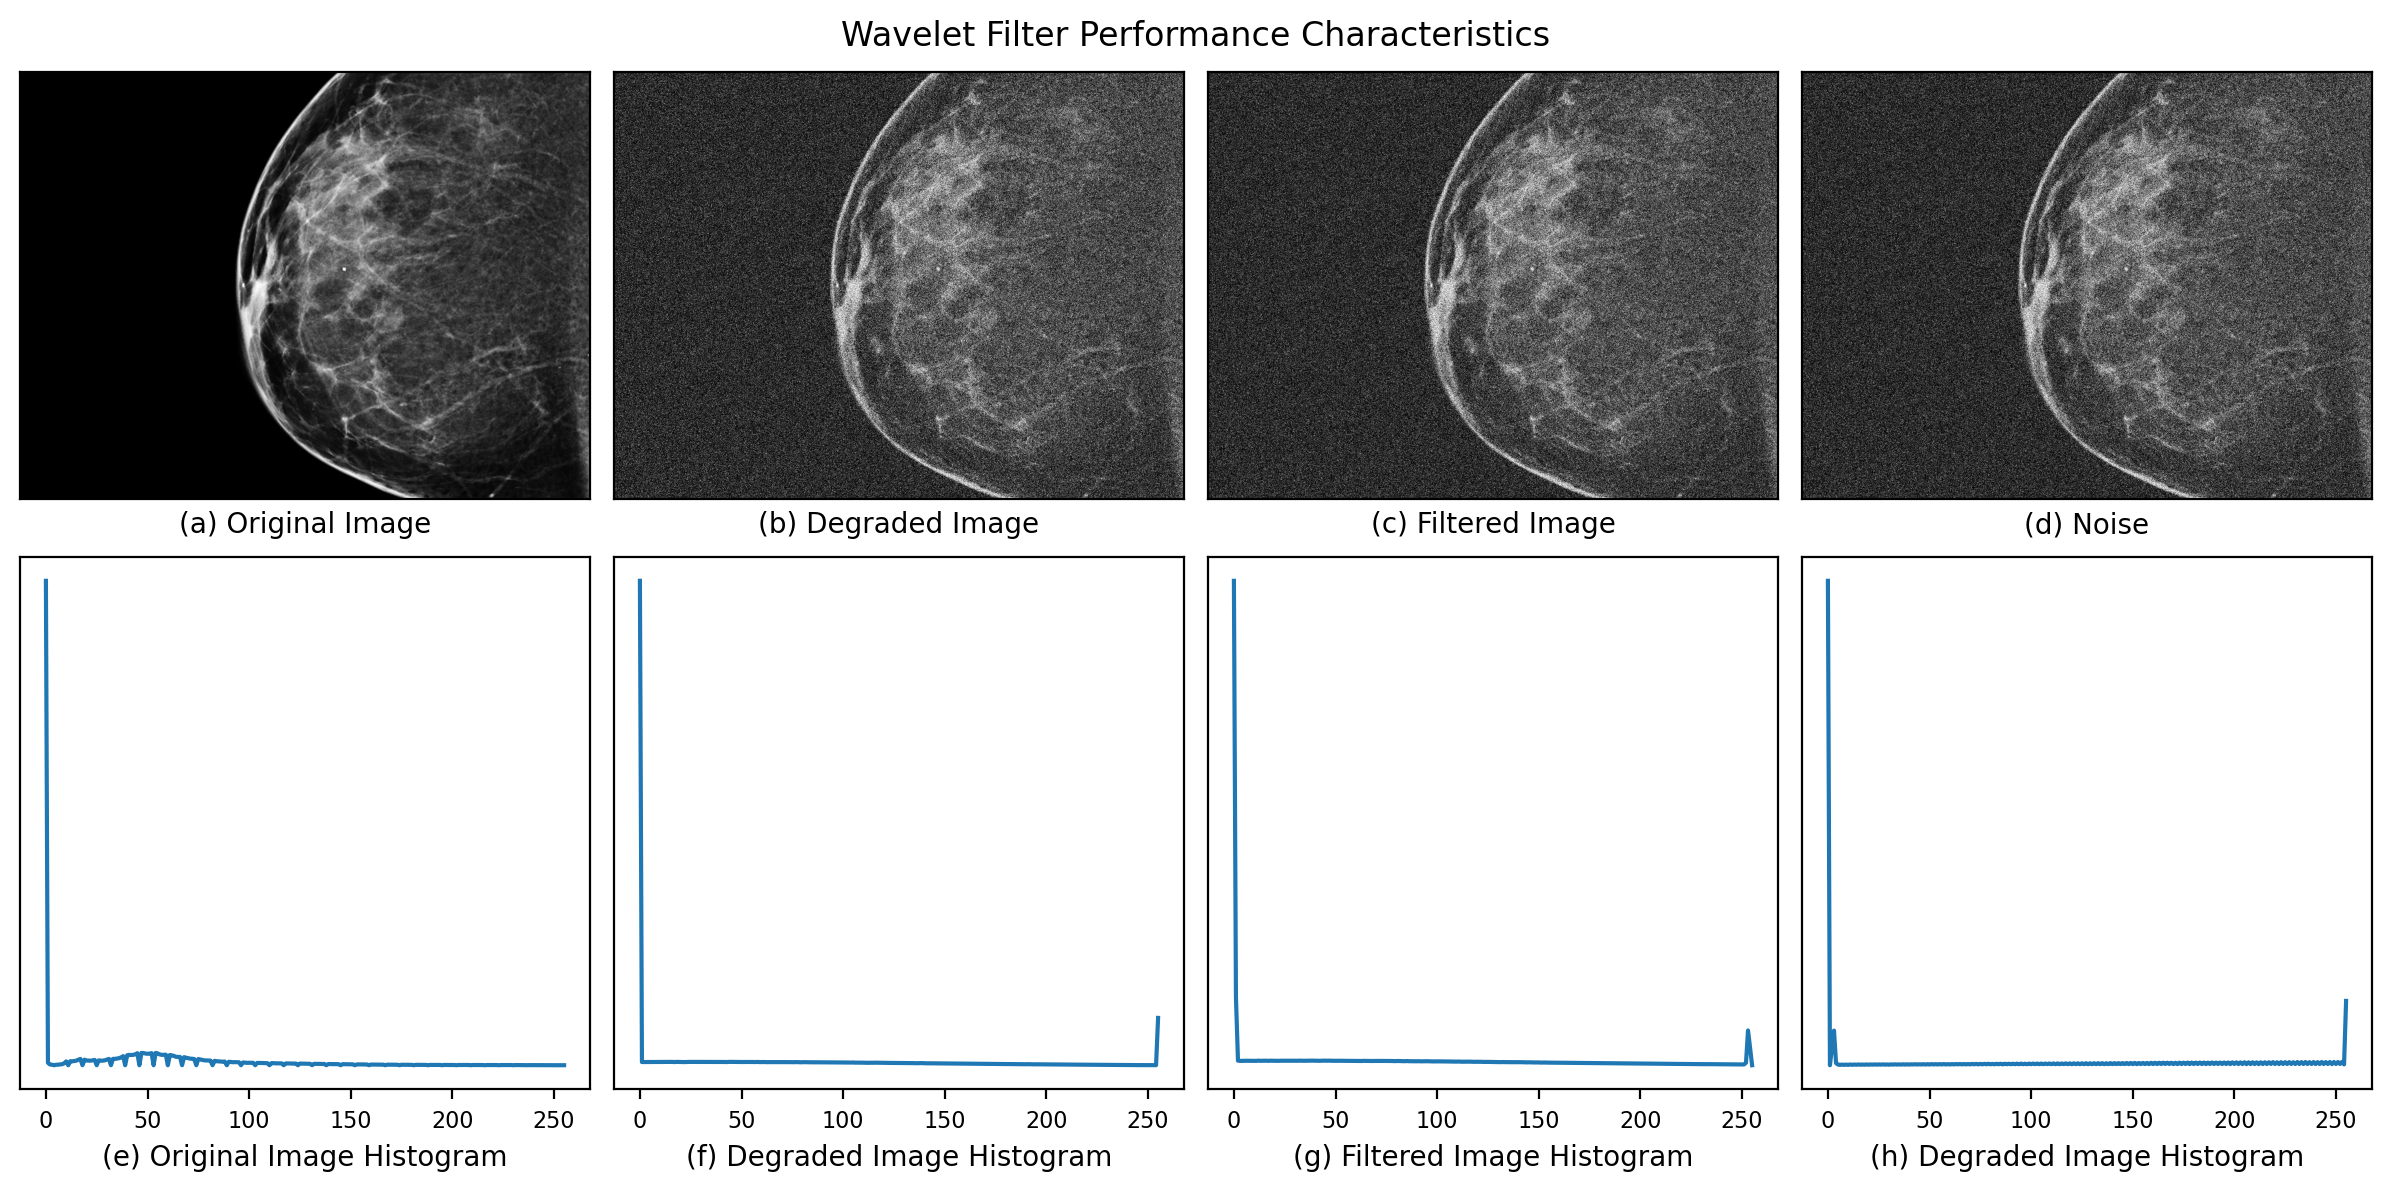 Wavelet Filter Performance Characteristics
(a) Original Image
(b) Degraded Image
(c) Filtered Image
(d) Noise
0 50 100 150 200 250
0 50 100 150 200 250
0 50 100 150 200 250
0 50 100 150 200 250
(e) Original Image Histogram
(f) Degraded Image Histogram
(g) Filtered Image Histogram
(h) Degraded Image Histogram